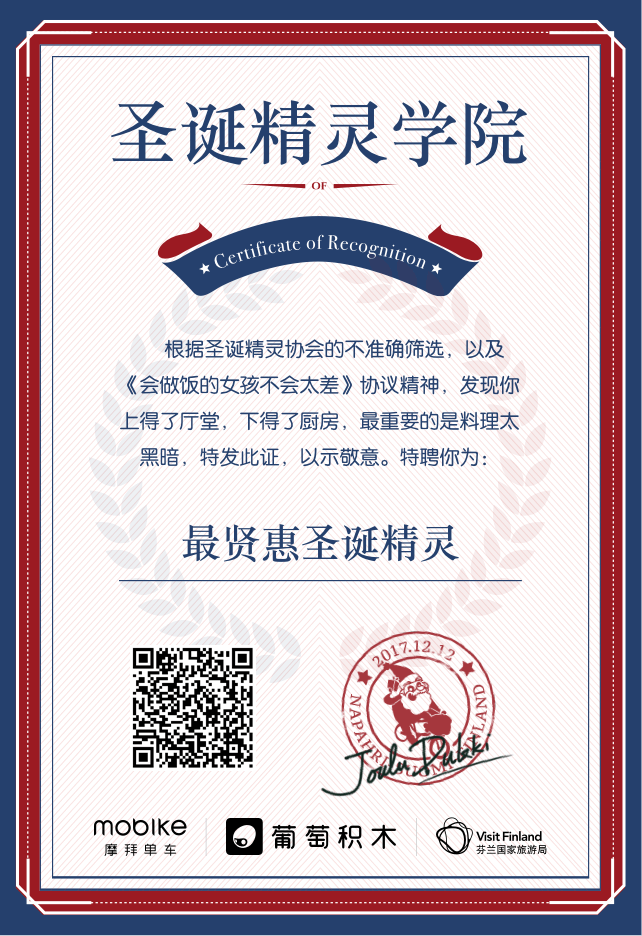 圣诞精灵学院
OF
Certificate of Recognition
根据圣诞精灵协会的不准确筛选，以及
《会做饭的女孩不会太差》协议精神，发现你
上得了厅堂，下得了厨房，最重要的是料理太
黑暗，特发此证，以示敬意。特聘你为：
最贤惠圣诞精灵
2017.12.12
mobike
摩拜单车
葡萄积木
Visit Finland
芬兰国家旅游局